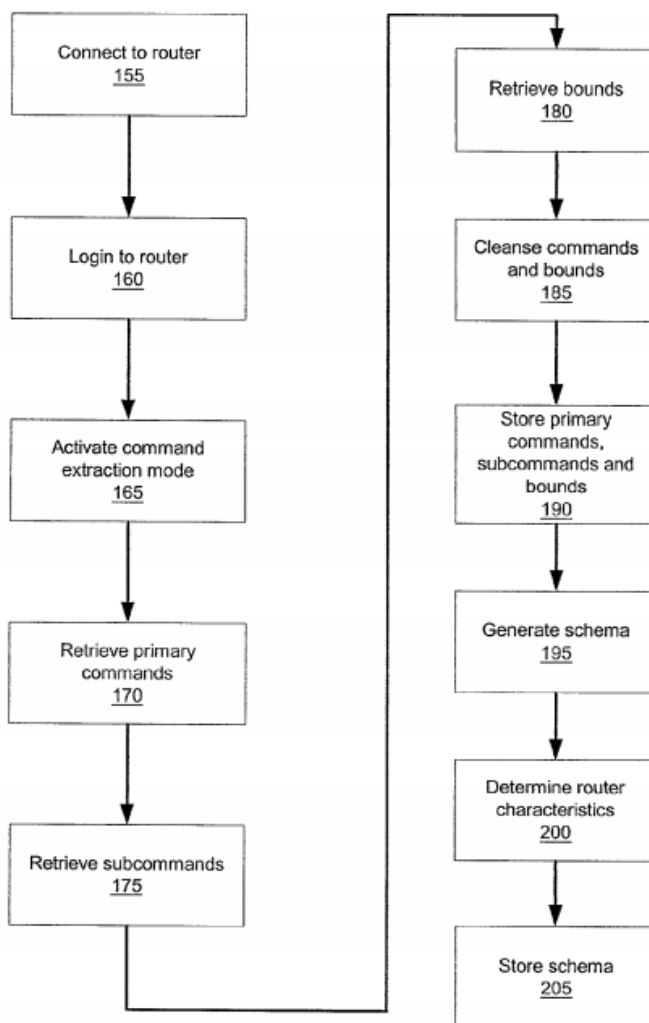 Connect to router
155
Login to router
160
Activate command
extraction mode
165
Retrieve primary
commands
170
Retrieve subcommands
175
Retrieve bounds
180
Cleanse commands
and bounds
185
Store primary
commands,
subcommands and
bounds
190
Generate schema
195
Determine router
characteristics
200
Store schema
205